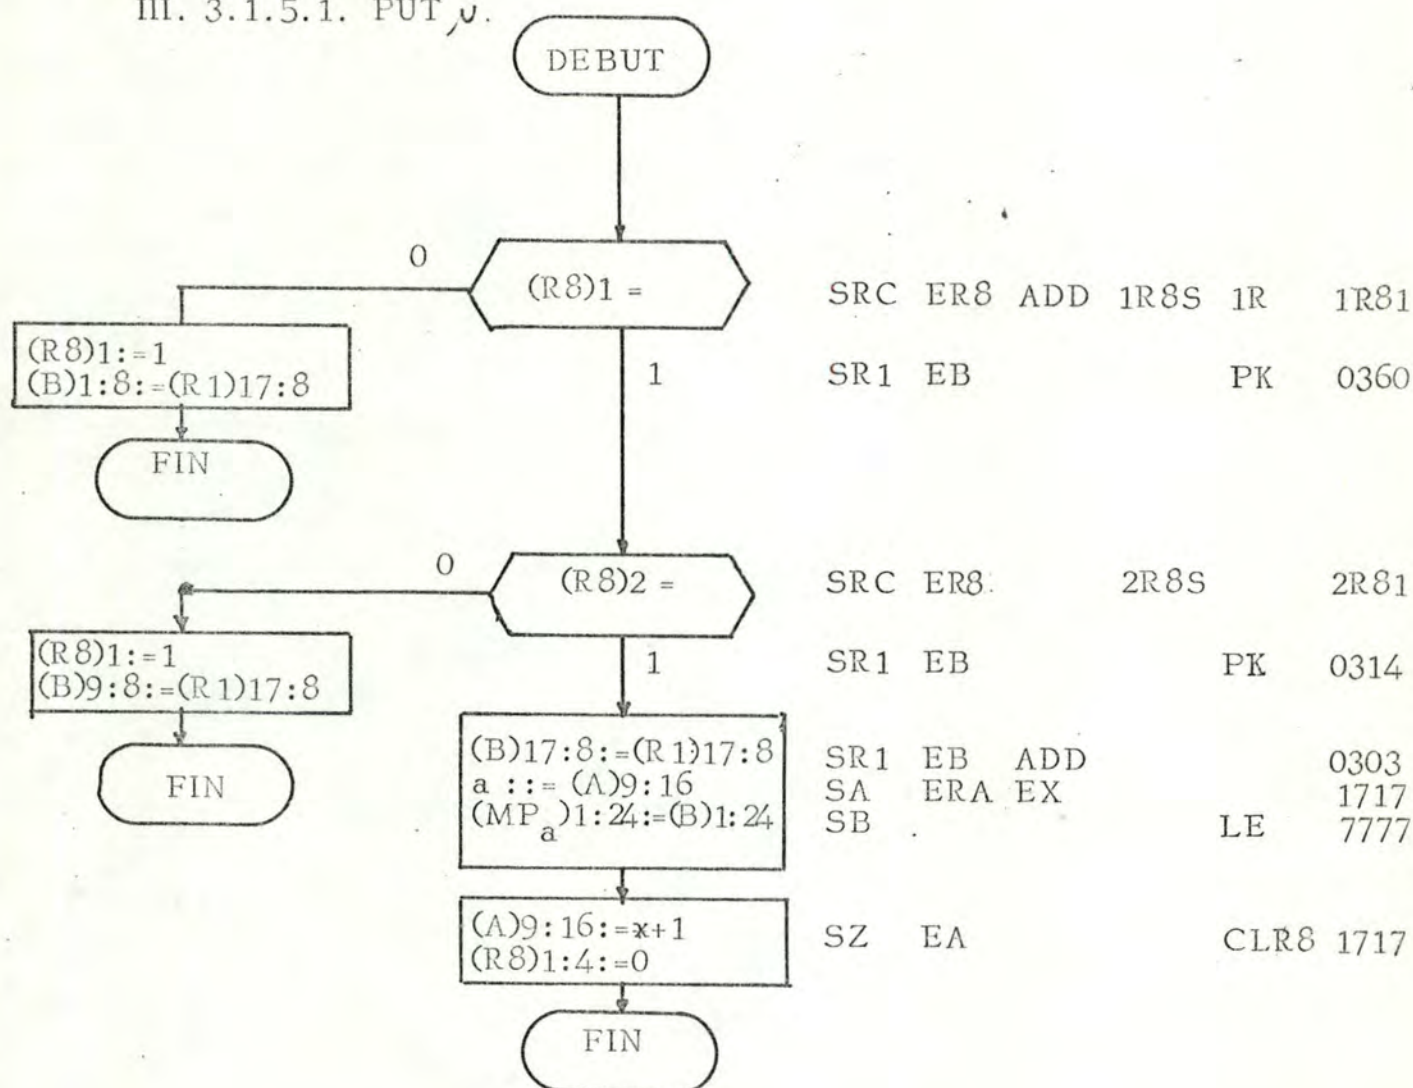 III. 3.1.5.1. PUT,υ.
DEBUT
0
(R8)1 =
SRC ER8 ADD 1R8S 1R 1R81
(R8)1:=1
(B)1:8:=(R1)17:8
1
SR1 EB PK 0360
FIN
0
(R8)2 =
SRC ER8 2R8S 2R81
(R8)1:=1
(B)9:8:=(R1)17:8
1
SR1 EB PK 0314
FIN
(B)17:8:=(R1)17:8
SR1 EB ADD 0303
a ::= (A)9:16
SA ERA EX 1717
(MPa)1:24:=(B)1:24
SB LE 7777
(A)9:16:=x+1
SZ EA CLR8 1717
(R8)1:4:=0
FIN